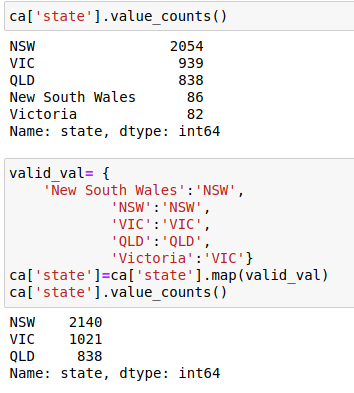 ca['state'].value_counts()
NSW                2054
VIC                 939
QLD                 838
New South Wales      86
Victoria             82
Name: state, dtype: int64
valid_val= {
    'New South Wales':'NSW',
            'NSW':'NSW',
            'VIC':'VIC',
            'QLD':'QLD',
            'Victoria':'VIC'}
ca['state']=ca['state'].map(valid_val)
ca['state'].value_counts()
NSW    2140
VIC    1021
QLD     838
Name: state, dtype: int64